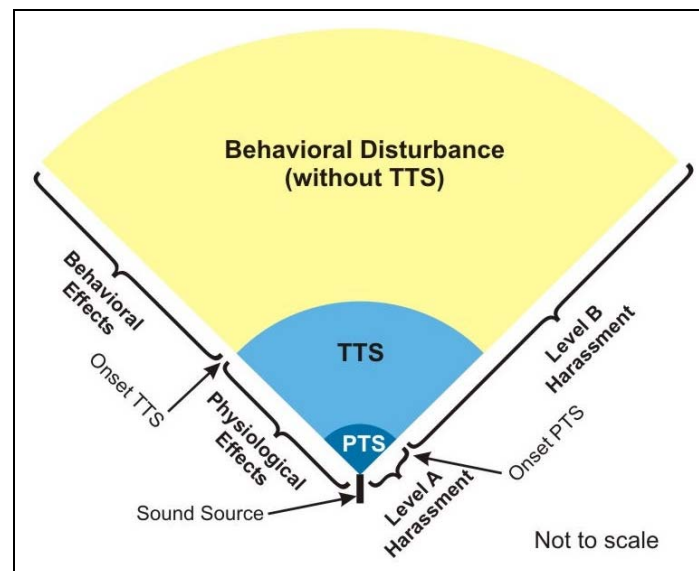 Behavioral Disturbance
(without TTS)
Behavioral
Effects
Onset TTS
TTS
Level B
Harassment
Physiological
Effects
PTS
Onset PTS
Sound Source
Level A
Harassment
Not to scale